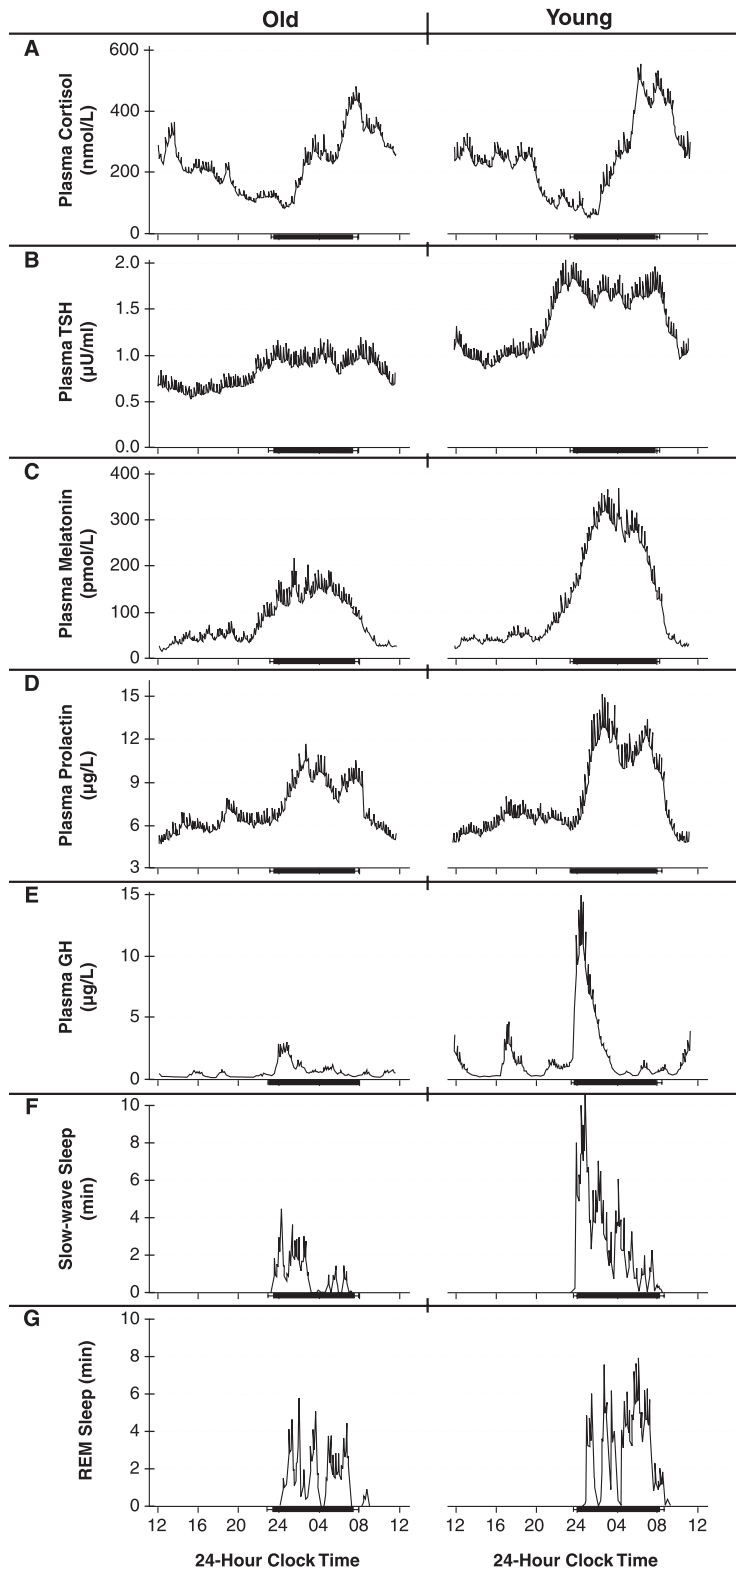 Old Young
A
Plasma Cortisol
(nmol/L)
600
400
200
0
B
Plasma TSH
(µU/ml)
2.0
1.5
1.0
0.5
0.0
C
Plasma Melatonin
(pmol/L)
400
300
200
100
0
D
Plasma Prolactin
(µg/L)
15
12
9
6
3
E
Plasma GH
(µg/L)
15
10
5
0
F
Slow-wave Sleep
(min)
10
8
6
4
2
0
G
REM Sleep (min)
10
8
6
4
2
0
12 16 20 24 04 08 12 12 16 20 24 04 08 12
24-Hour Clock Time 24-Hour Clock Time